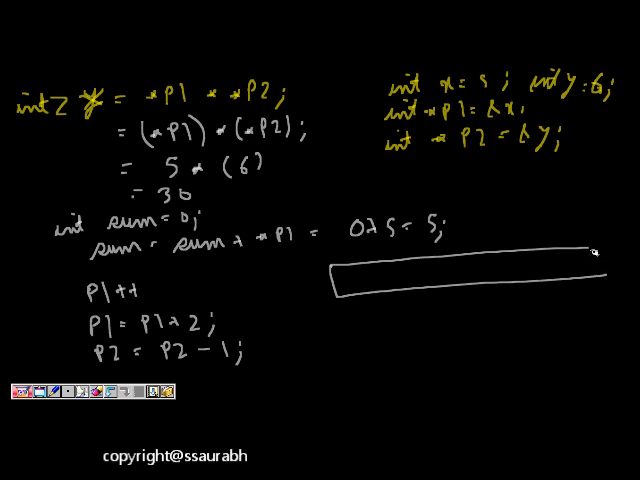 int x = 5; int y = 6;
int z = *p1 * *p2;
int *p1 = &x;
= (*p1) * (*p2);
int * p2 = &y;
= 5 * (6)
= 30
int sum = 0;
sum = sum + *p1 = 0+5 = 5;
p1++
p1 = p1+2;
p2 = p2 - 1;
copyright@ssaurabh